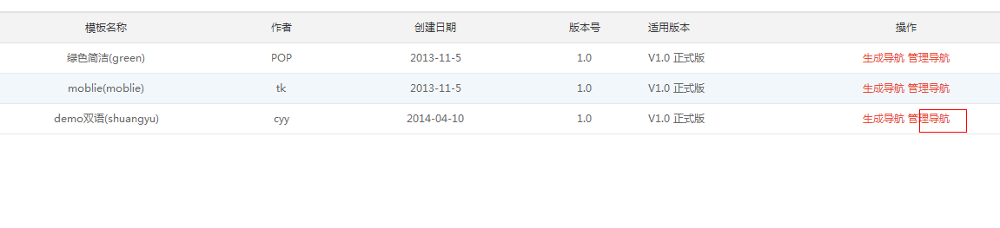 模板名称 作者 创建日期 版本号 适用版本 操作
绿色简洁(green) POP 2013-11-5 1.0 V1.0 正式版 生成导航 管理导航
moblie(moblie) tk 2013-11-5 1.0 V1.0 正式版 生成导航 管理导航
demo双语(shuangyu) cyy 2014-04-10 1.0 V1.0 正式版 生成导航 管理导航